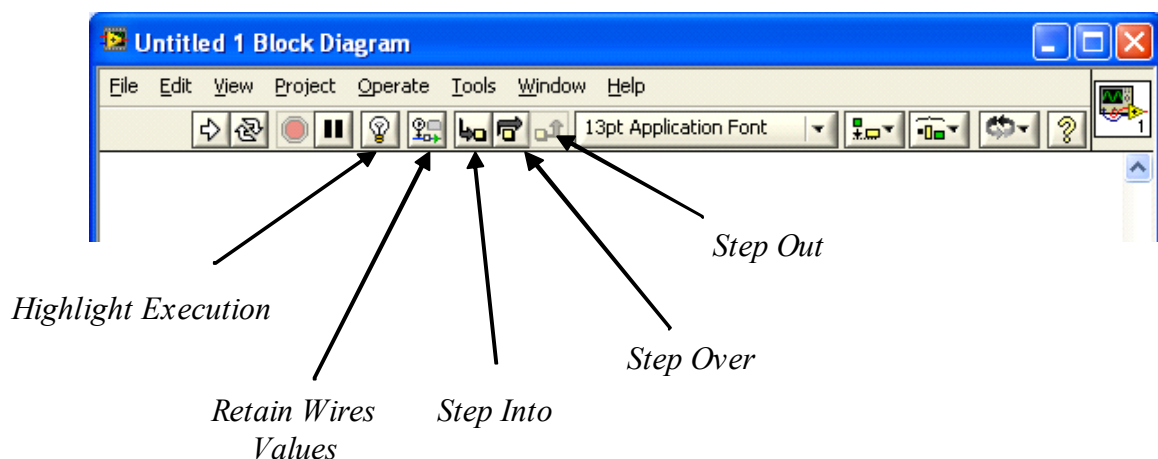 Untitled 1 Block Diagram
File Edit View Project Operate Tools Window Help
13pt Application Font
1
Step Out
Highlight Execution
Step Over
Retain Wires
Values
Step Into